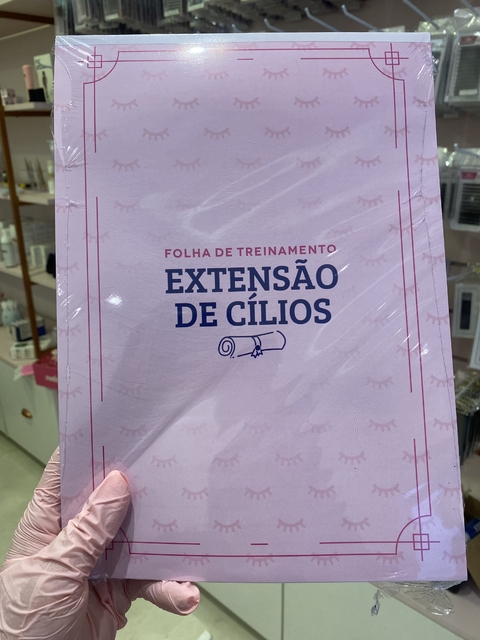 FOLHA DE TREINAMENTO
EXTENSÃO
DE CÍLIOS